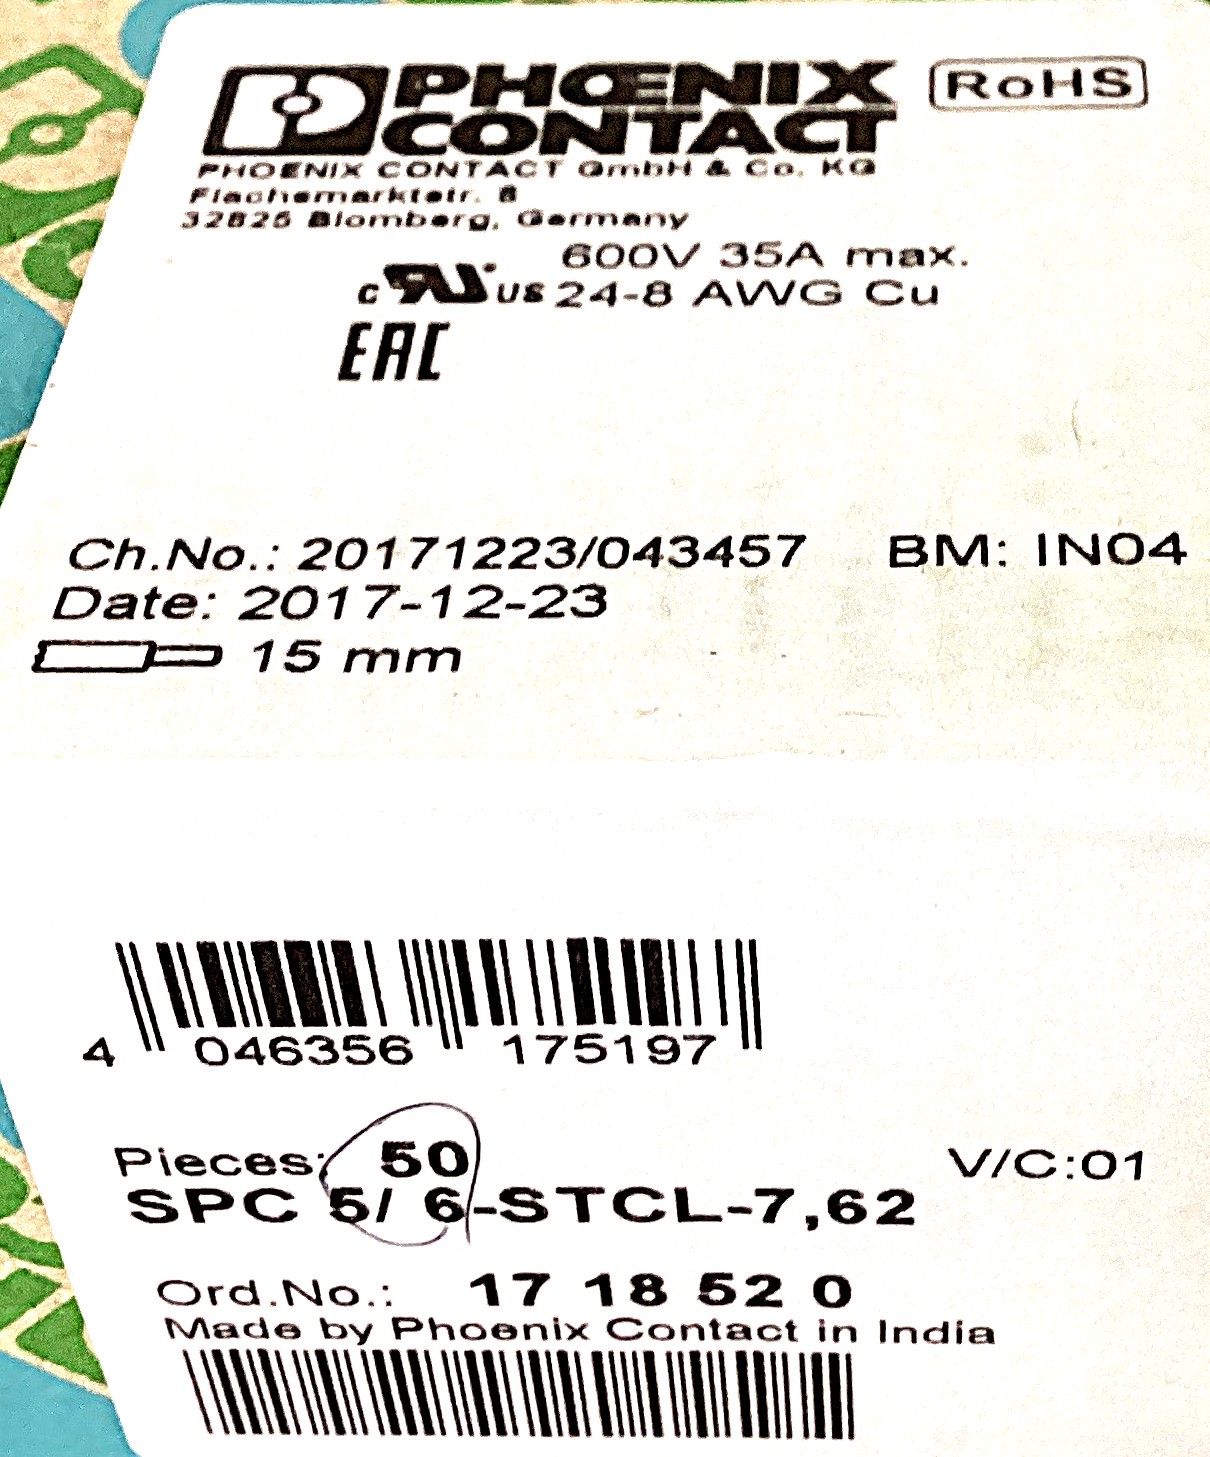 PHŒNIX
CONTACT
RoHS
PHOENIX CONTACT GmbH & Co. KG
Flachsmarktstr. 8
32825 Blomberg, Germany
600V 35A max.
c RU US 24-8 AWG Cu
EAC
Ch.No.: 20171223/043457 BM: IN04
Date: 2017-12-23
15 mm
4 046356 175197
Pieces: 50 V/C:01
SPC 5/ 6-STCL-7,62
Ord.No.: 17 18 52 0
Made by Phoenix Contact in India